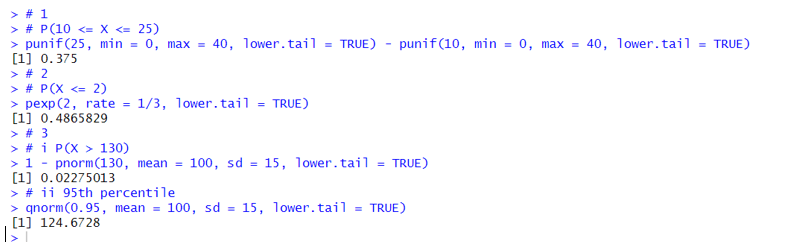 > # 1
> # P(10 <= X <= 25)
> punif(25, min = 0, max = 40, lower.tail = TRUE) - punif(10, min = 0, max = 40, lower.tail = TRUE)
[1] 0.375
> # 2
> # P(X <= 2)
> pexp(2, rate = 1/3, lower.tail = TRUE)
[1] 0.4865829
> # 3
> # i P(X > 130)
> 1 - pnorm(130, mean = 100, sd = 15, lower.tail = TRUE)
[1] 0.02275013
> # ii 95th percentile
> qnorm(0.95, mean = 100, sd = 15, lower.tail = TRUE)
[1] 124.6728
>